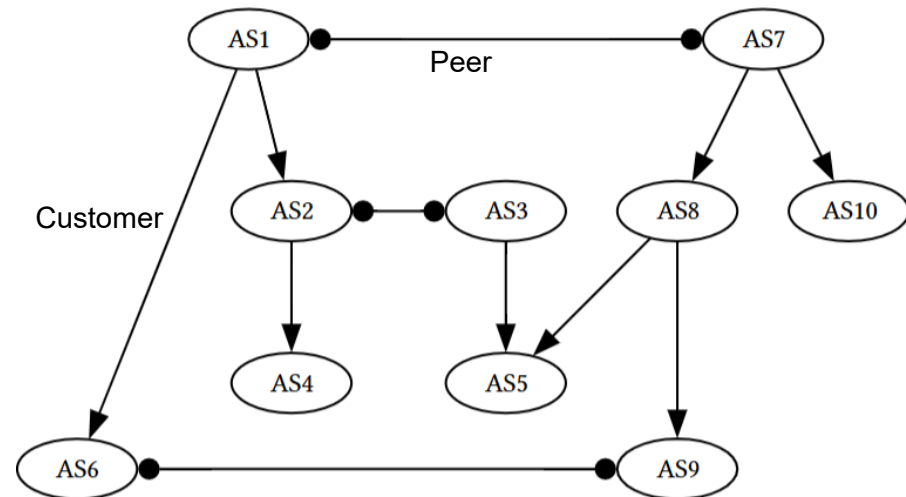 AS1
AS7
Peer
Customer
AS2
AS3
AS8
AS10
AS4
AS5
AS6
AS9